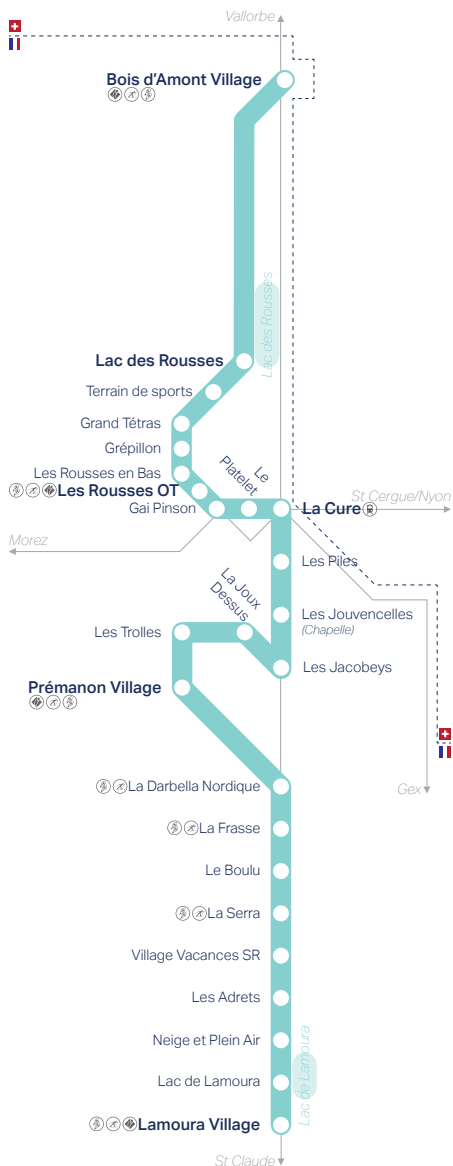 Vallorbe
Bois d'Amont Village
Lac des Rousses
Lac des Rousses
Terrain de sports
Grand Tétras
Grépillon
Les Rousses en Bas
Le
Platelet
Les Rousses OT
Gai Pinson
St Cergue/Nyon
La Cure
Morez
Les Piles
La Joux
Dessus
Les Jouvencelles
(Chapelle)
Les Trolles
Les Jacobeys
Prémanon Village
La Darbella Nordique
Gex
La Frasse
Le Boulu
La Serra
Village Vacances SR
Les Adrets
Neige et Plein Air
Lac de Lamoura
Lac de Lamoura
Lamoura Village
St Claude